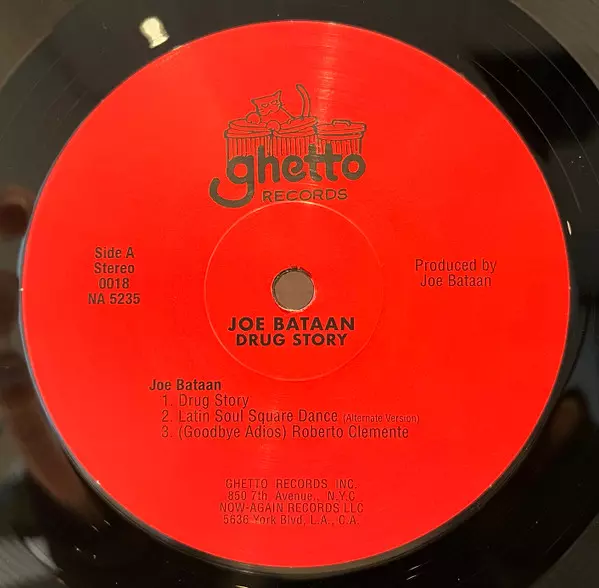 ghetto
RECORDS
Side A
Stereo
0018
NA 5235
Produced by
Joe Bataan
JOE BATAAN
DRUG STORY
Joe Bataan
1. Drug Story
2. Latin Soul Square Dance (Alternate Version)
3. (Goodbye Adios) Roberto Clemente
GHETTO RECORDS INC.
850 7th. Avenue., N.Y.C
NOW-AGAIN RECORDS LLC
5636 York Blvd, L.A., C.A.